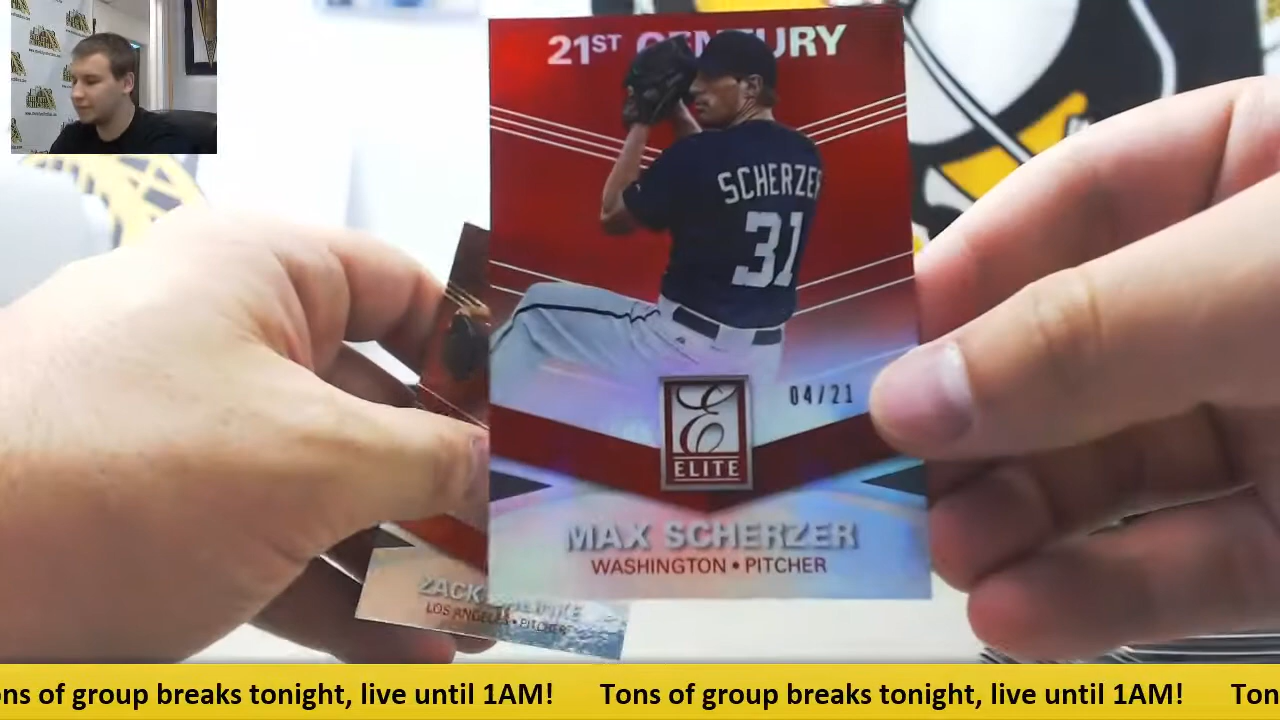 21ST CENTURY
SCHERZER
31
04/21
E
ELITE
MAX SCHERZER
WASHINGTON • PITCHER
ZACK
LOS ANGELES • PITCHER
ons of group breaks tonight, live until 1AM! Tons of group breaks tonight, live until 1AM! Ton